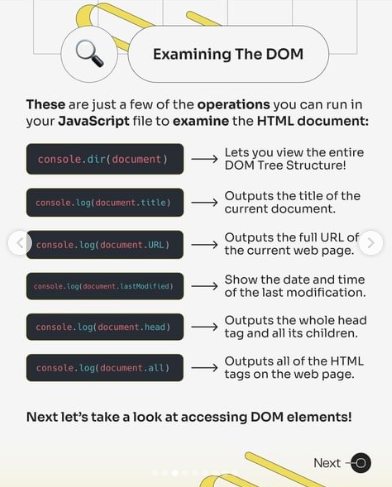 Examining The DOM
These are just a few of the operations you can run in
your JavaScript file to examine the HTML document:
console.dir(document)
Lets you view the entire
DOM Tree Structure!
console.log(document.title)
Outputs the title of the
current document.
console.log(document.URL)
Outputs the full URL of
the current web page.
console.log(document.lastModified)
Show the date and time
of the last modification.
console.log(document.head)
Outputs the whole head
tag and all its children.
console.log(document.all)
Outputs all of the HTML
tags on the web page.
Next let's take a look at accessing DOM elements!
Next